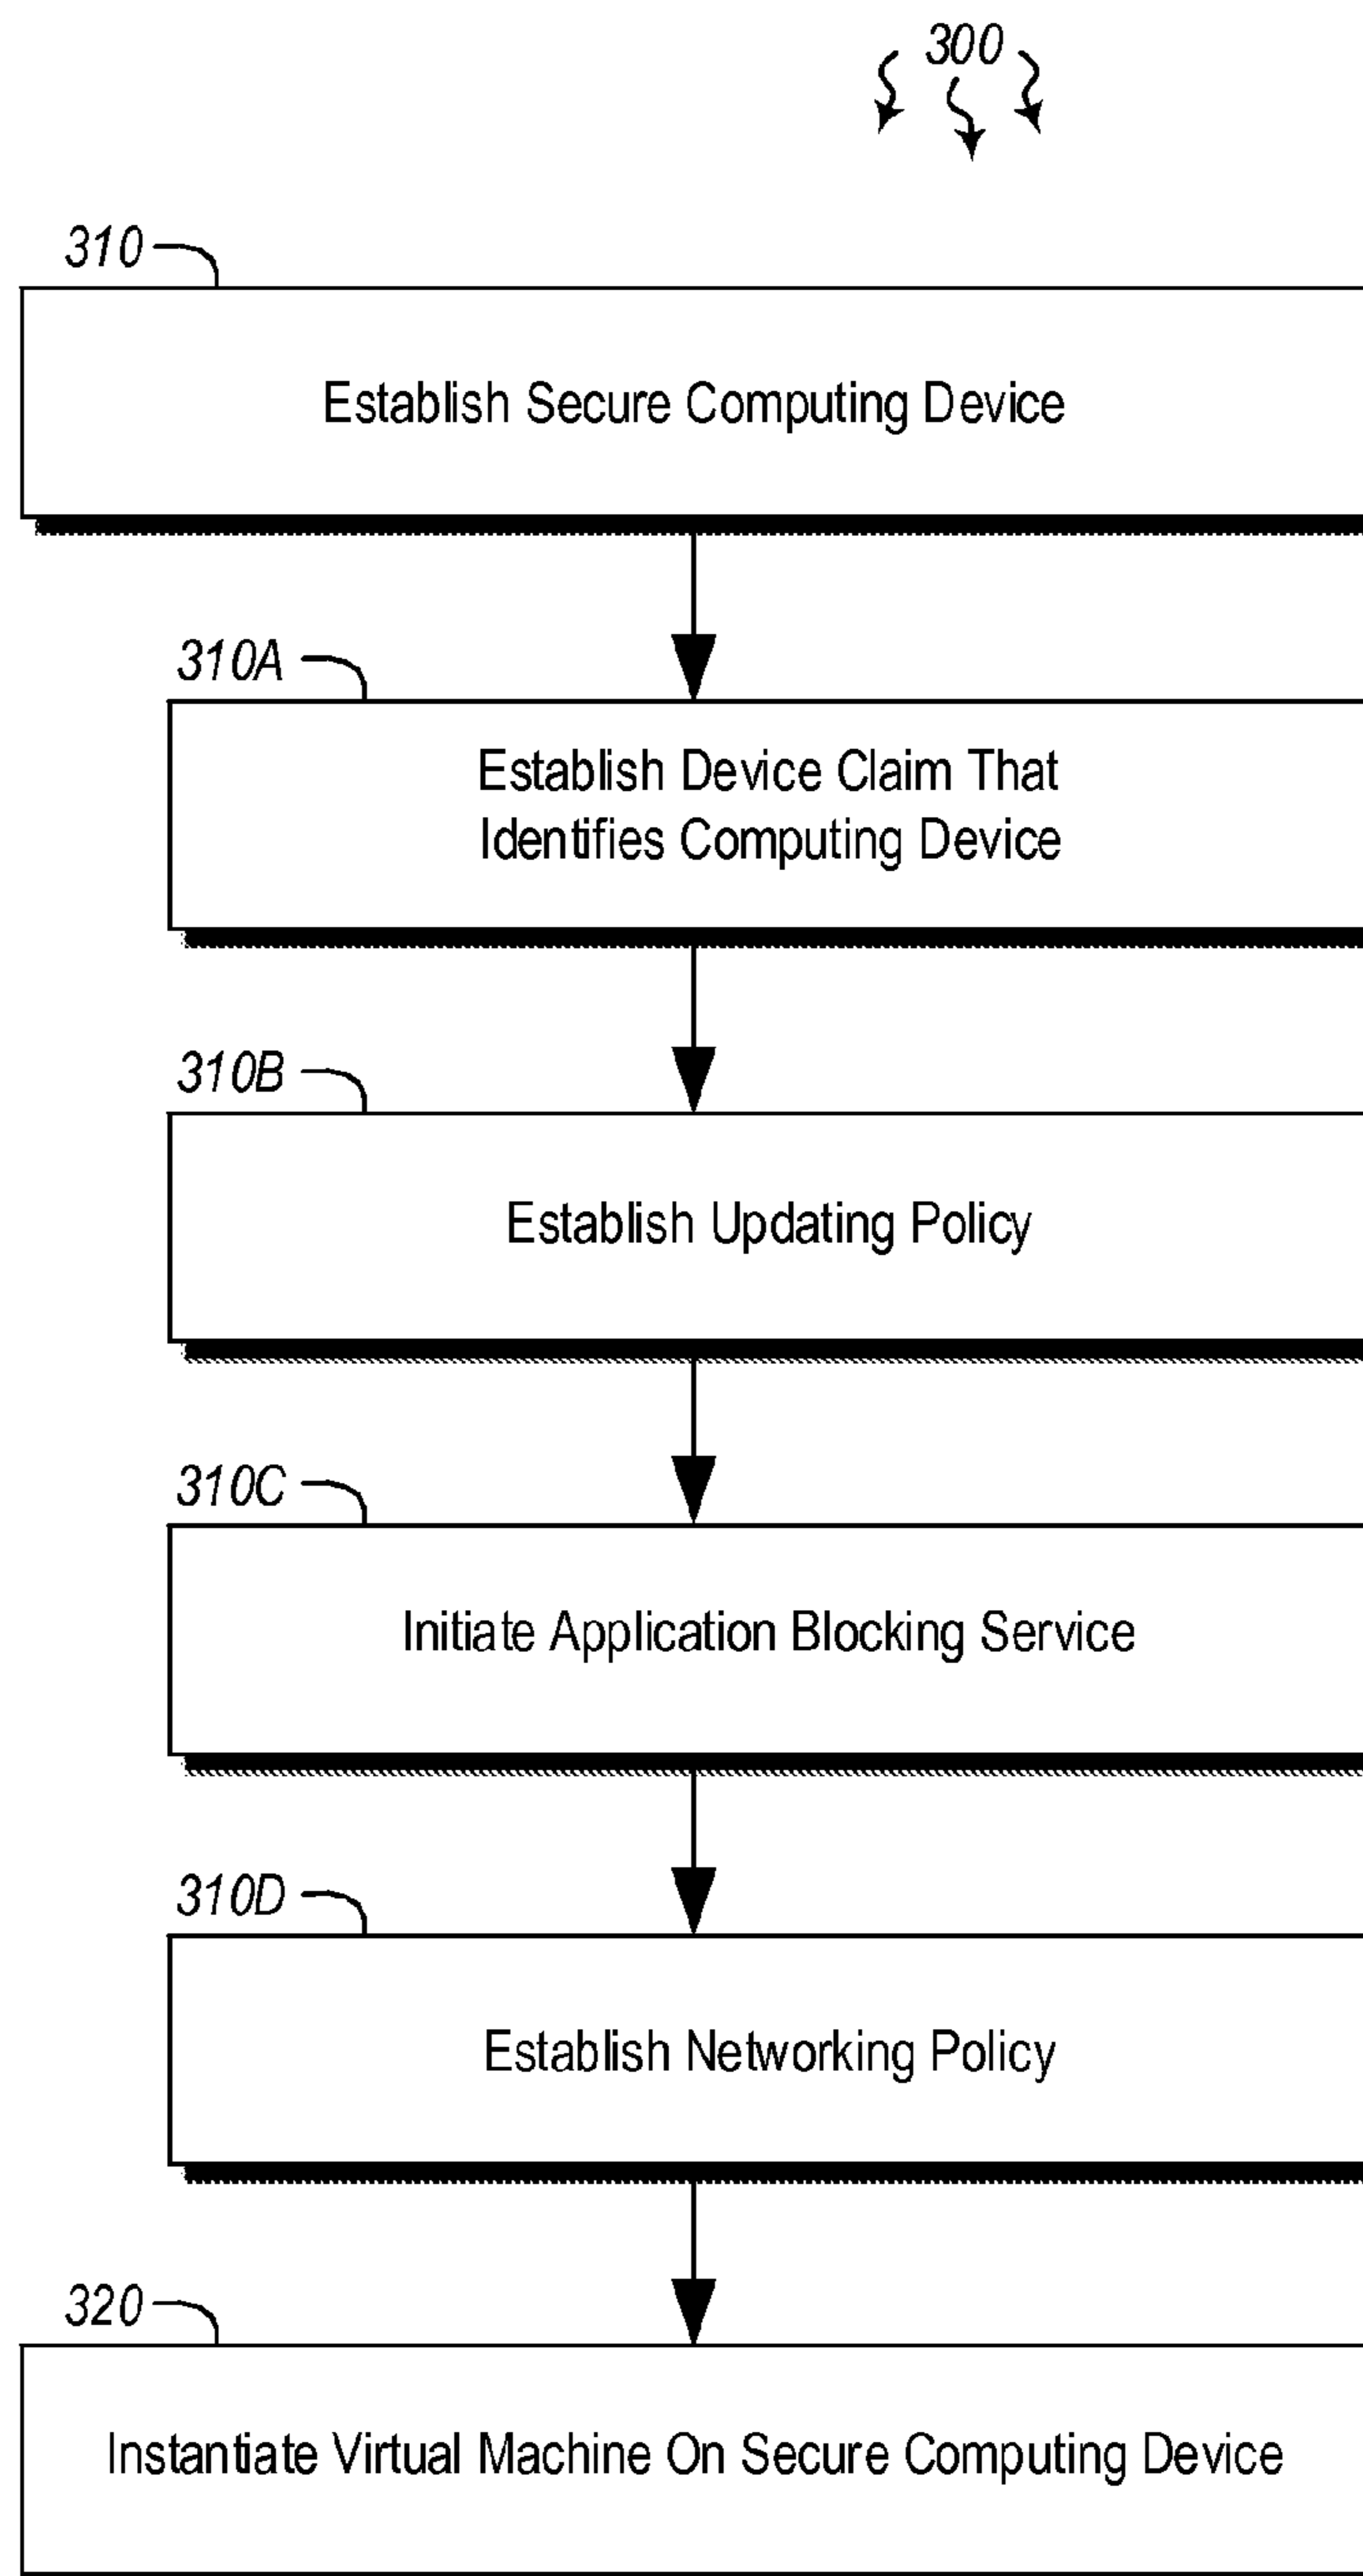 300
310
Establish Secure Computing Device
310A
Establish Device Claim That
Identifies Computing Device
310B
Establish Updating Policy
310C
Initiate Application Blocking Service
310D
Establish Networking Policy
320
Instantiate Virtual Machine On Secure Computing Device